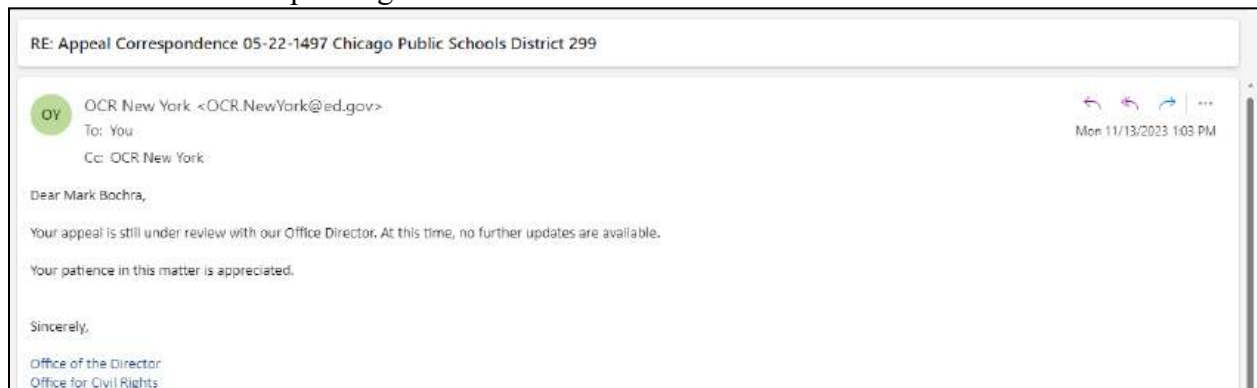 RE: Appeal Correspondence 05-22-1497 Chicago Public Schools District 299
OY
OCR New York <OCR.NewYork@ed.gov>
To: You
Mon 11/13/2023 1:03 PM
Cc: OCR New York
Dear Mark Bochra,
Your appeal is still under review with our Office Director. At this time, no further updates are available.
Your patience in this matter is appreciated.
Sincerely,
Office of the Director
Office for Civil Rights